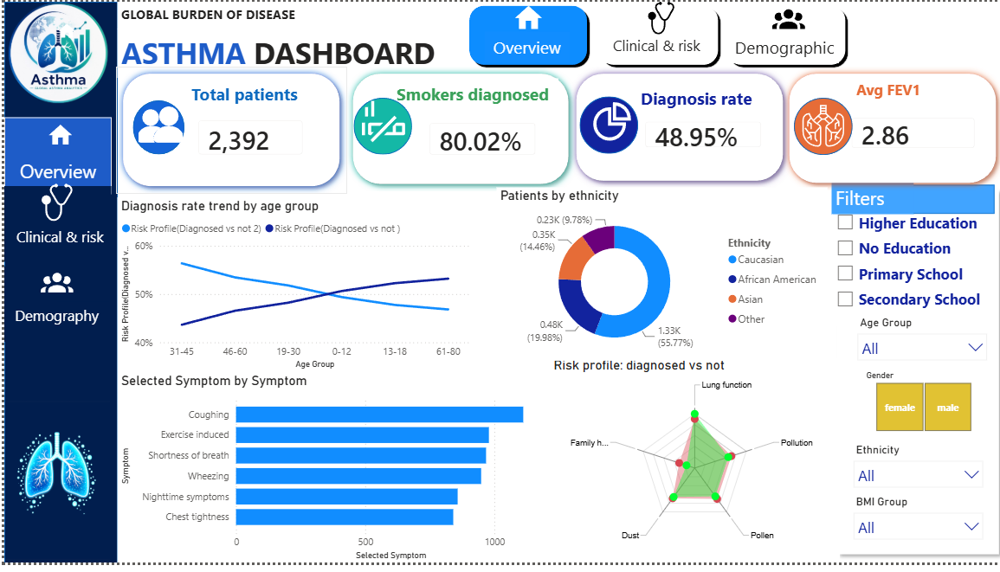 GLOBAL BURDEN OF DISEASE
ASTHMA DASHBOARD
Asthma
GLOBAL ASTHMA ANALYTICS
Overview
Clinical & risk
Demographic
Overview
Clinical & risk
Demography
Total patients
2,392
Smokers diagnosed
80.02%
Diagnosis rate
48.95%
Avg FEV1
2.86
Diagnosis rate trend by age group
Risk Profile(Diagnosed vs not 2)
Risk Profile(Diagnosed vs not )
Risk Profile(Diagnosed v...
60%
50%
40%
31-45
46-60
19-30
0-12
13-18
61-80
Age Group
Patients by ethnicity
0.23K (9.78%)
0.35K
(14.46%)
0.48K
(19.98%)
1.33K
(55.77%)
Ethnicity
Caucasian
African American
Asian
Other
Filters
Higher Education
No Education
Primary School
Secondary School
Age Group
All
Gender
female
male
Ethnicity
All
BMI Group
All
Selected Symptom by Symptom
Symptom
Coughing
Exercise induced
Shortness of breath
Wheezing
Nighttime symptoms
Chest tightness
0
500
1000
Selected Symptom
Risk profile: diagnosed vs not
Lung function
Pollution
Pollen
Dust
Family h...